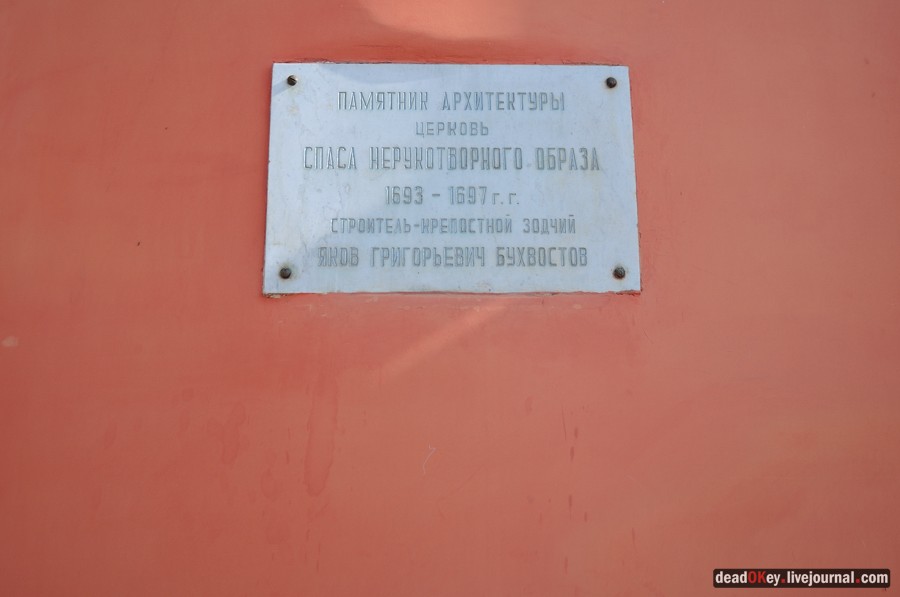 ПАМЯТНИК АРХИТЕКТУРЫ
ЦЕРКОВЬ
СПАСА НЕРУКОТВОРНОГО ОБРАЗА
1693 - 1697 г. г.
СТРОИТЕЛЬ-КРЕПОСТНОЙ ЗОДЧИЙ
ЯКОВ ГРИГОРЬЕВИЧ БУХВОСТОВ
deadOKey.livejournal.com